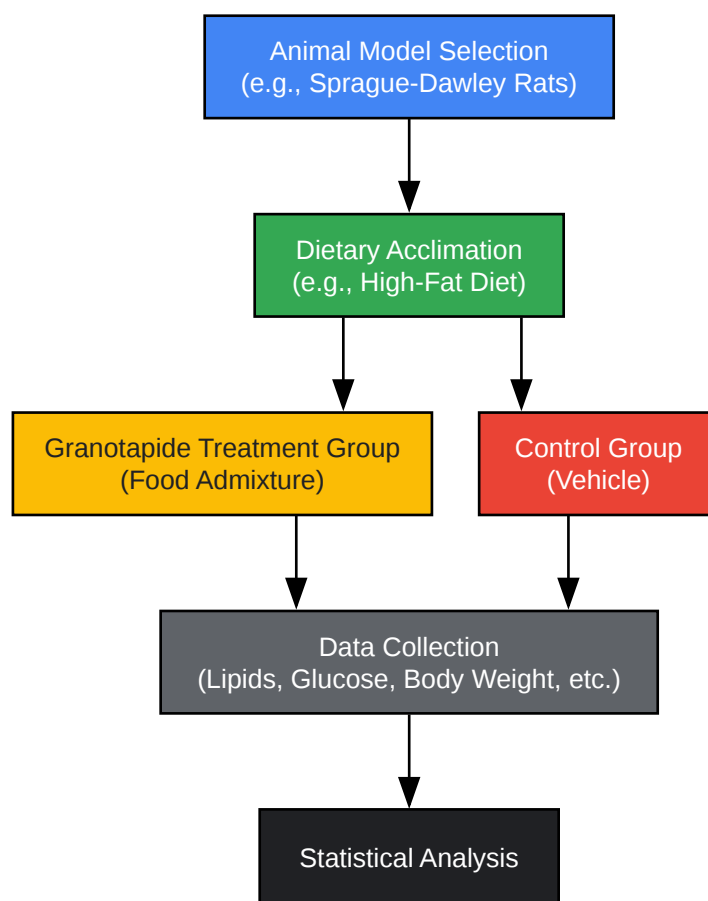 Animal Model Selection
(e.g., Sprague-Dawley Rats)
Dietary Acclimation
(e.g., High-Fat Diet)
Granotapide Treatment Group
(Food Admixture)
Control Group
(Vehicle)
Data Collection
(Lipids, Glucose, Body Weight, etc.)
Statistical Analysis